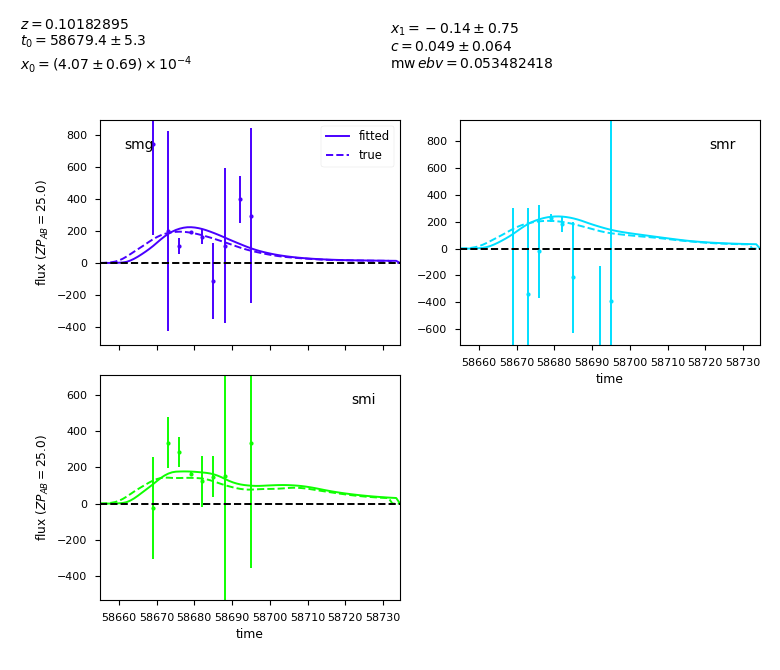 z = 0.10182895
t₀ = 58679.4 ± 5.3
x₀ = (4.07 ± 0.69) × 10⁻⁴
x₁ = −0.14 ± 0.75
c = 0.049 ± 0.064
mw ebv = 0.053482418
smg
fitted
true
800
600
400
200
0
−200
−400
flux (ZP_AB = 25.0)
smr
800
600
400
200
0
−200
−400
−600
58660 58670 58680 58690 58700 58710 58720 58730
time
smi
600
400
200
0
−200
−400
flux (ZP_AB = 25.0)
58660 58670 58680 58690 58700 58710 58720 58730
time